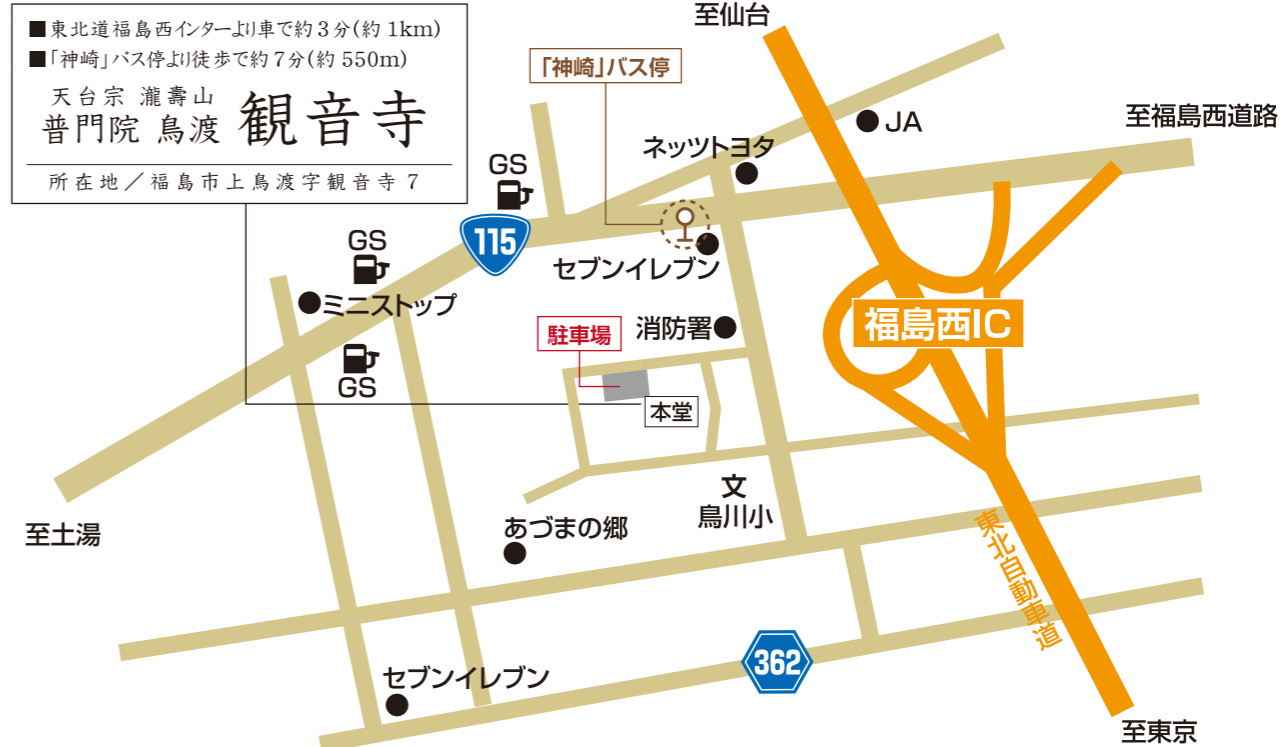 ■東北道福島西インターより車で約3分(約1km)
■「神崎」バス停より徒歩で約7分(約550m)
天台宗 瀧壽山
普門院 鳥渡 観音寺
所在地／福島市上鳥渡字観音寺 7
至仙台
「神崎」バス停
JA
至福島西道路
ネッツトヨタ
GS
115
GS
セブンイレブン
ミニストップ
福島西IC
駐車場
消防署
GS
本堂
文
鳥川小
至土湯
あづまの郷
東北自動車道
362
セブンイレブン
至東京